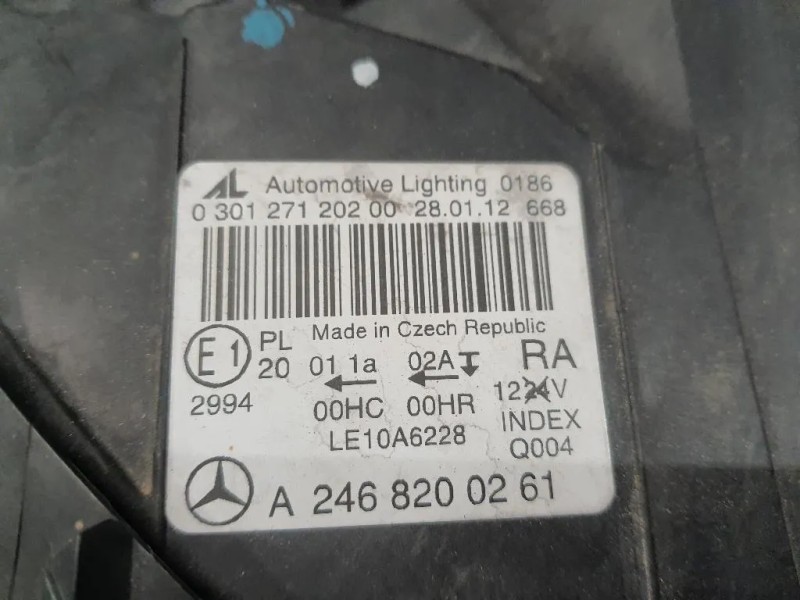 AL Automotive Lighting 0186
0 301 271 202 00 28.01.12 668
Made in Czech Republic
E1 PL 01 1a 02A RA
20
2994 00HC 00HR 1224V
LE10A6228 INDEX
Q004
A 246 820 02 61